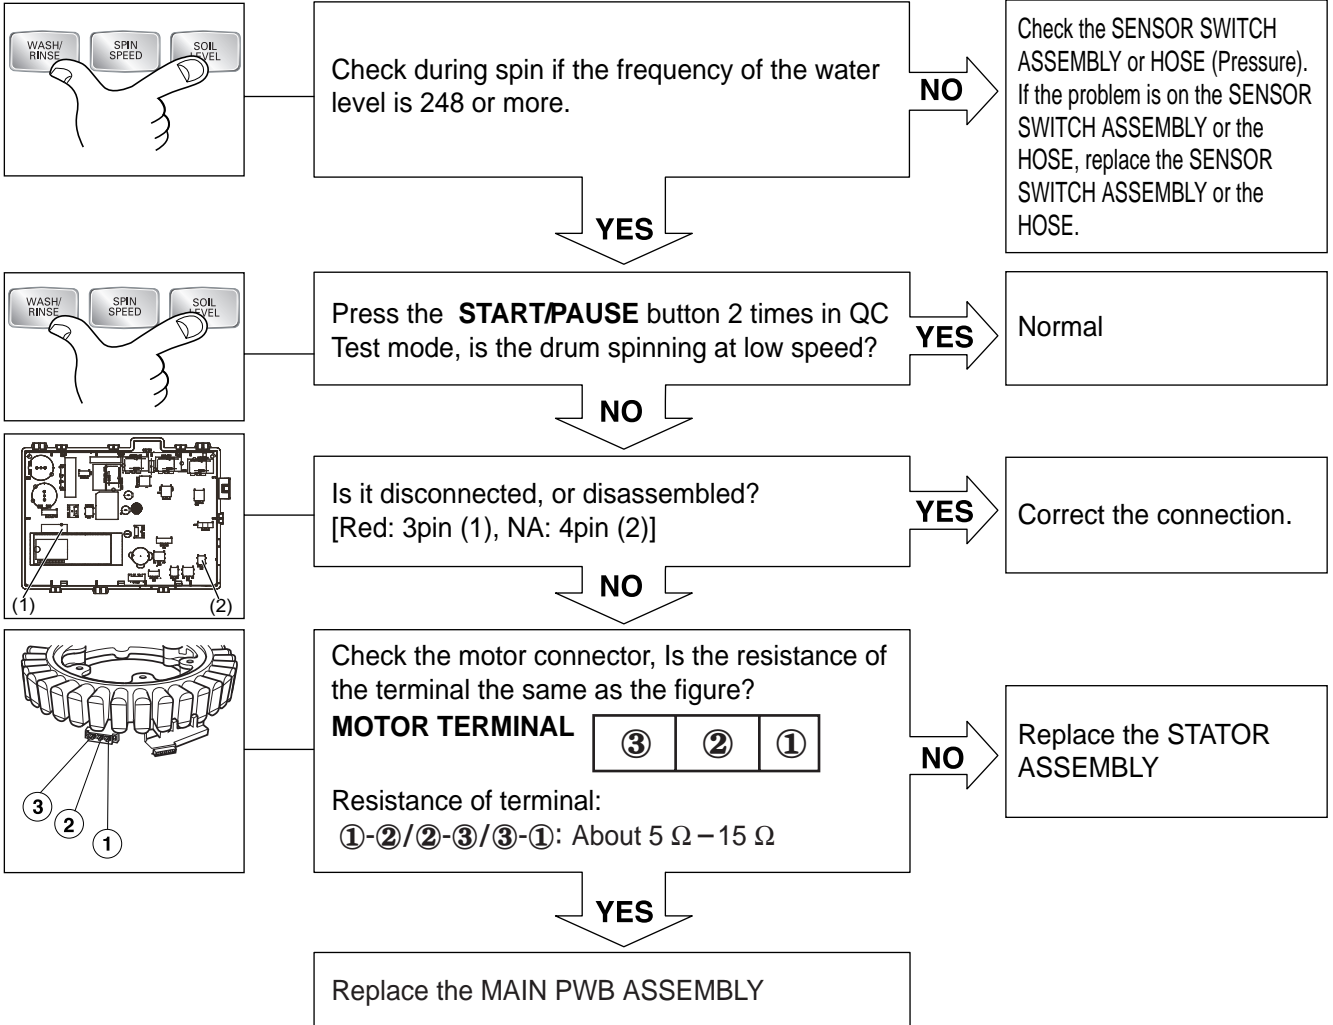 WASH/
RINSE
SPIN
SPEED
SOIL
LEVEL
Check during spin if the frequency of the water
level is 248 or more.
NO
Check the SENSOR SWITCH
ASSEMBLY or HOSE (Pressure).
If the problem is on the SENSOR
SWITCH ASSEMBLY or the
HOSE, replace the SENSOR
SWITCH ASSEMBLY or the
HOSE.
YES
WASH/
RINSE
SPIN
SPEED
SOIL
LEVEL
Press the START/PAUSE button 2 times in QC
Test mode, is the drum spinning at low speed?
YES
Normal
NO
(1)
(2)
Is it disconnected, or disassembled?
[Red: 3pin (1), NA: 4pin (2)]
YES
Correct the connection.
NO
3
2
1
Check the motor connector, Is the resistance of
the terminal the same as the figure?
MOTOR TERMINAL
③ ② ①
Resistance of terminal:
①-②/②-③/③-①: About 5 Ω – 15 Ω
NO
Replace the STATOR
ASSEMBLY
YES
Replace the MAIN PWB ASSEMBLY